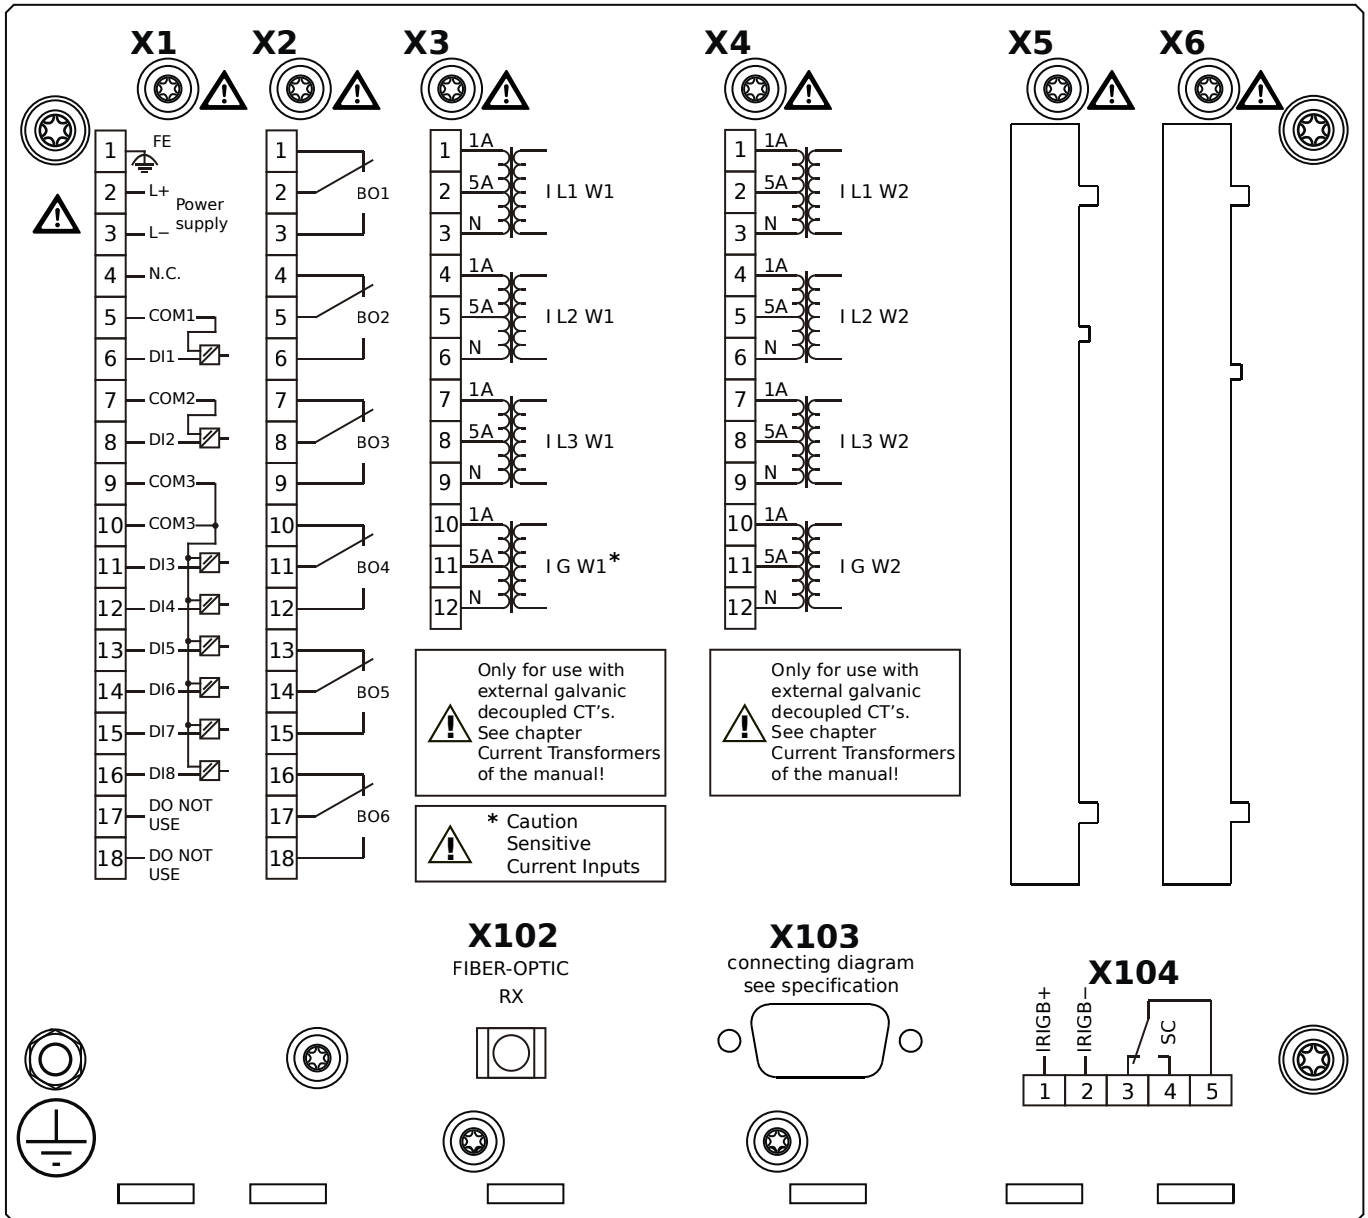 X1
X2
X3
X4
X5
X6
1 FE
2 L+
Power
supply
3 L−
4 N.C.
5 COM1
6 DI1
7 COM2
8 DI2
9 COM3
10 COM3
11 DI3
12 DI4
13 DI5
14 DI6
15 DI7
16 DI8
17 DO NOT
USE
18 DO NOT
USE
1
2 BO1
3
4
5 BO2
6
7
8 BO3
9
10
11 BO4
12
13
14 BO5
15
16
17 BO6
18
1 1A
2 5A I L1 W1
3 N
4 1A
5 5A I L2 W1
6 N
7 1A
8 5A I L3 W1
9 N
10 1A
11 5A I G W1*
12 N
Only for use with
external galvanic
decoupled CT's.
See chapter
Current Transformers
of the manual!
* Caution
Sensitive
Current Inputs
1 1A
2 5A I L1 W2
3 N
4 1A
5 5A I L2 W2
6 N
7 1A
8 5A I L3 W2
9 N
10 1A
11 5A I G W2
12 N
Only for use with
external galvanic
decoupled CT's.
See chapter
Current Transformers
of the manual!
X102
FIBER-OPTIC
RX
X103
connecting diagram
see specification
X104
IRIGB+
IRIGB−
SC
1 2 3 4 5